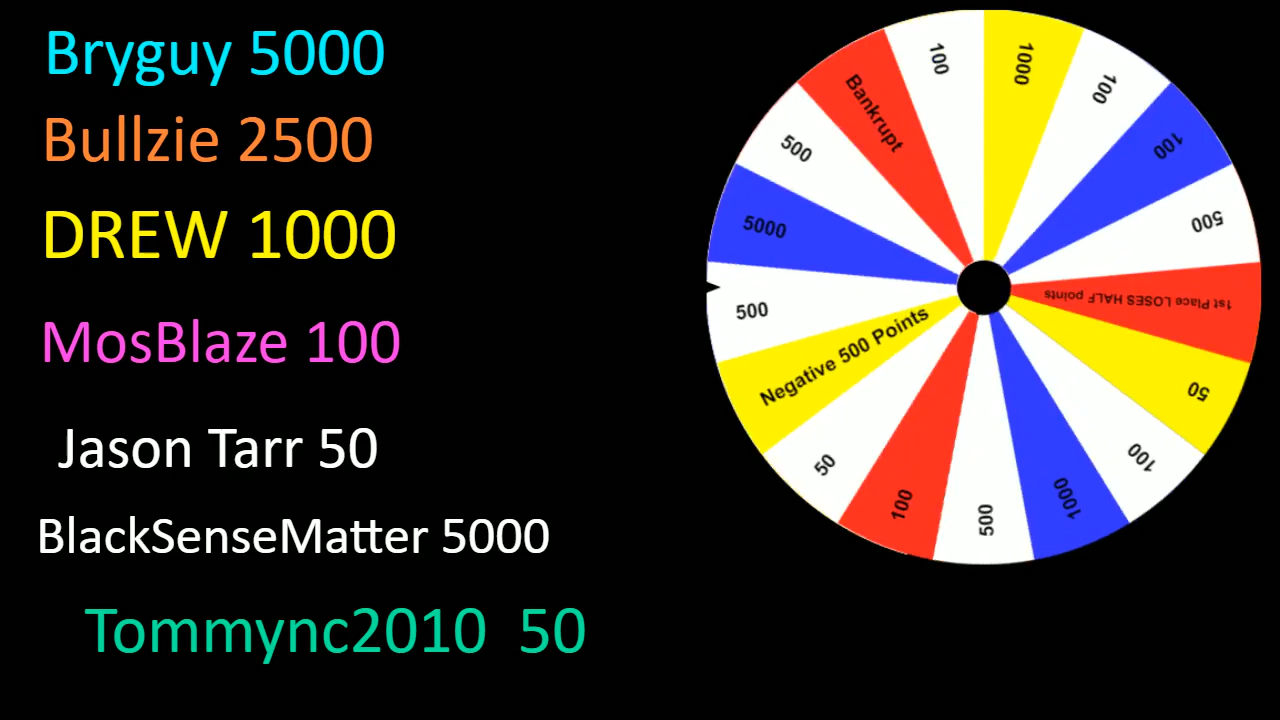 Bryguy 5000
Bullzie 2500
DREW 1000
MosBlaze 100
Jason Tarr 50
BlackSenseMatter 5000
Tommync2010 50
1000
100
100
500
1st Place LOSES HALF points
50
100
1000
500
100
50
Negative 500 Points
500
5000
500
Bankrupt
100